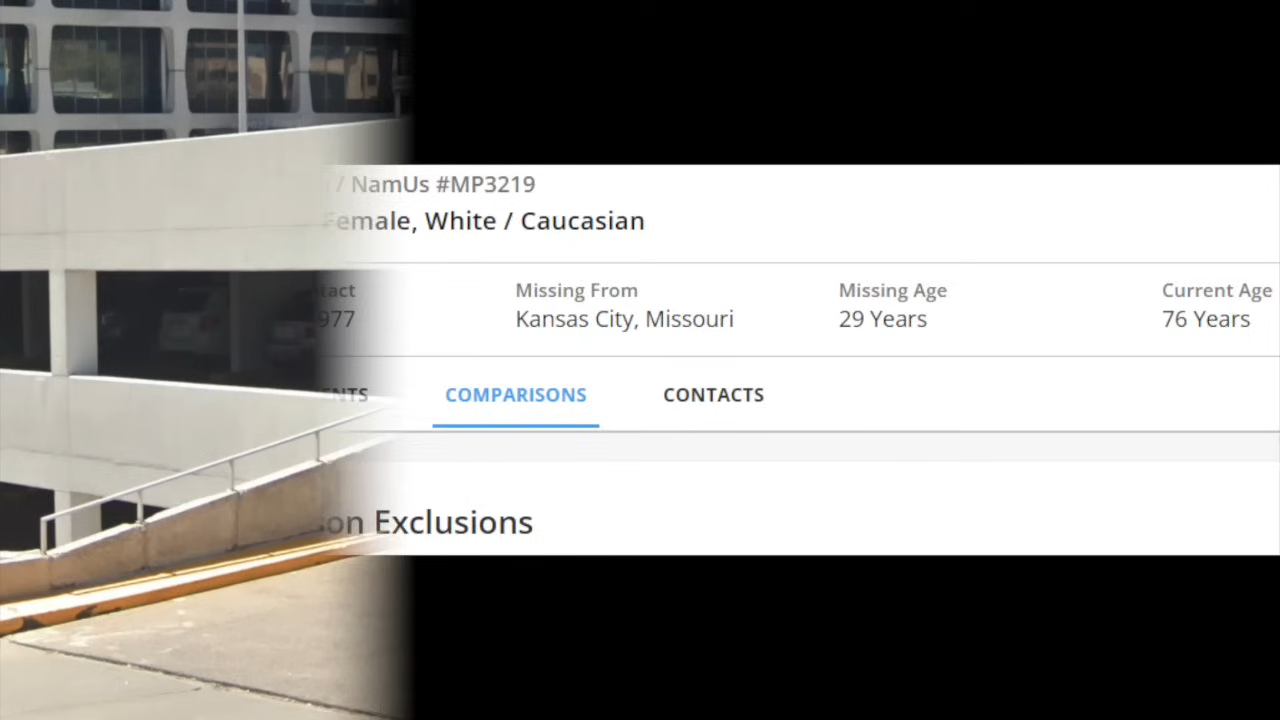 / NamUs #MP3219
Female, White / Caucasian
Missing From
Missing Age
Current Age
977
Kansas City, Missouri
29 Years
76 Years
COMPARISONS
CONTACTS
Exclusions